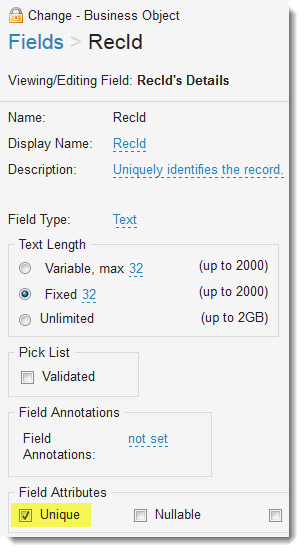 Change - Business Object
Fields > RecId
Viewing/Editing Field: RecId's Details
Name: RecId
Display Name: RecId
Description: Uniquely identifies the record.
Field Type: Text
Text Length
Variable, max 32 (up to 2000)
Fixed 32 (up to 2000)
Unlimited (up to 2GB)
Pick List
Validated
Field Annotations
Field Annotations: not set
Field Attributes
Unique Nullable